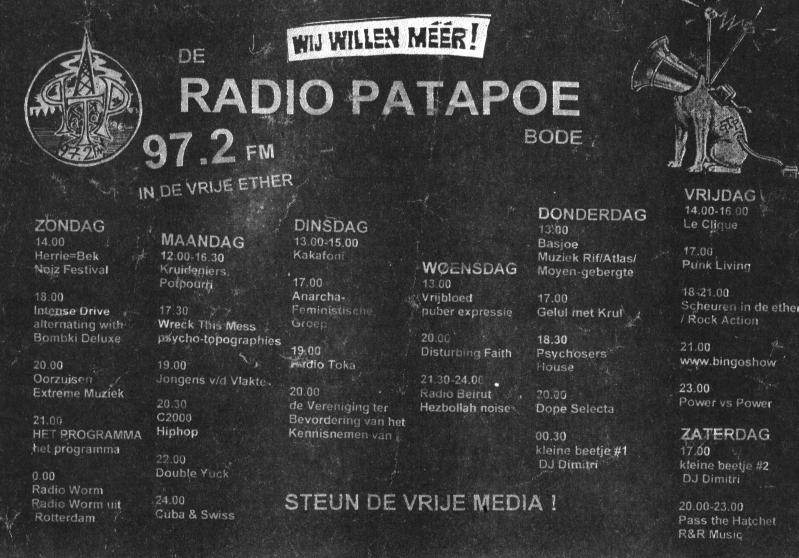 WIJ WILLEN MÉÉR!
DE
RADIO PATAPOE
BODE
97.2 FM
IN DE VRIJE ETHER
97.2
ZONDAG
14.00
Herrie=Bek
Noiz Festival
18.00
Intense Drive
alternating with
Bombki Deluxe
20.00
Oorzuisen
Extreme Muziek
21.00
HET PROGRAMMA
het programma
0.00
Radio Worm
Radio Worm uit
Rotterdam
MAANDAG
12.00-16.30
Kruideniers
Potpourri
17.30
Wreck This Mess
psycho-topographies
19.00
Jongens v/d Vlakte
20.30
C2000
Hiphop
22.00
Double Yuck
24.00
Cuba & Swiss
DINSDAG
13.00-15.00
Kakafoni
17.00
Anarcha-
Feministische
Groep
19.00
Radio Toka
20.00
de Vereniging ter
Bevordering van het
Kennisnemen van
WOENSDAG
13.00
Vrijbloed
puber expressie
20.00
Disturbing Faith
21.30-24.00
Radio Beirut
Hezbollah noise
DONDERDAG
13.00
Basjoe
Muziek Rif/Atlas/
Moyen-gebergte
17.00
Gelul met Krul
18.30
Psychosers
House
20.00
Dope Selecta
00.30
kleine beetje #1
DJ Dimitri
VRIJDAG
14.00-16.00
Le Clique
17.00
Punk Living
18-21.00
Scheuren in de ether
/ Rock Action
21.00
www.bingoshow
23.00
Power vs Power
ZATERDAG
17.00
kleine beetje #2
DJ Dimitri
20.00-23.00
Pass the Hatchet
R&R Music
STEUN DE VRIJE MEDIA !